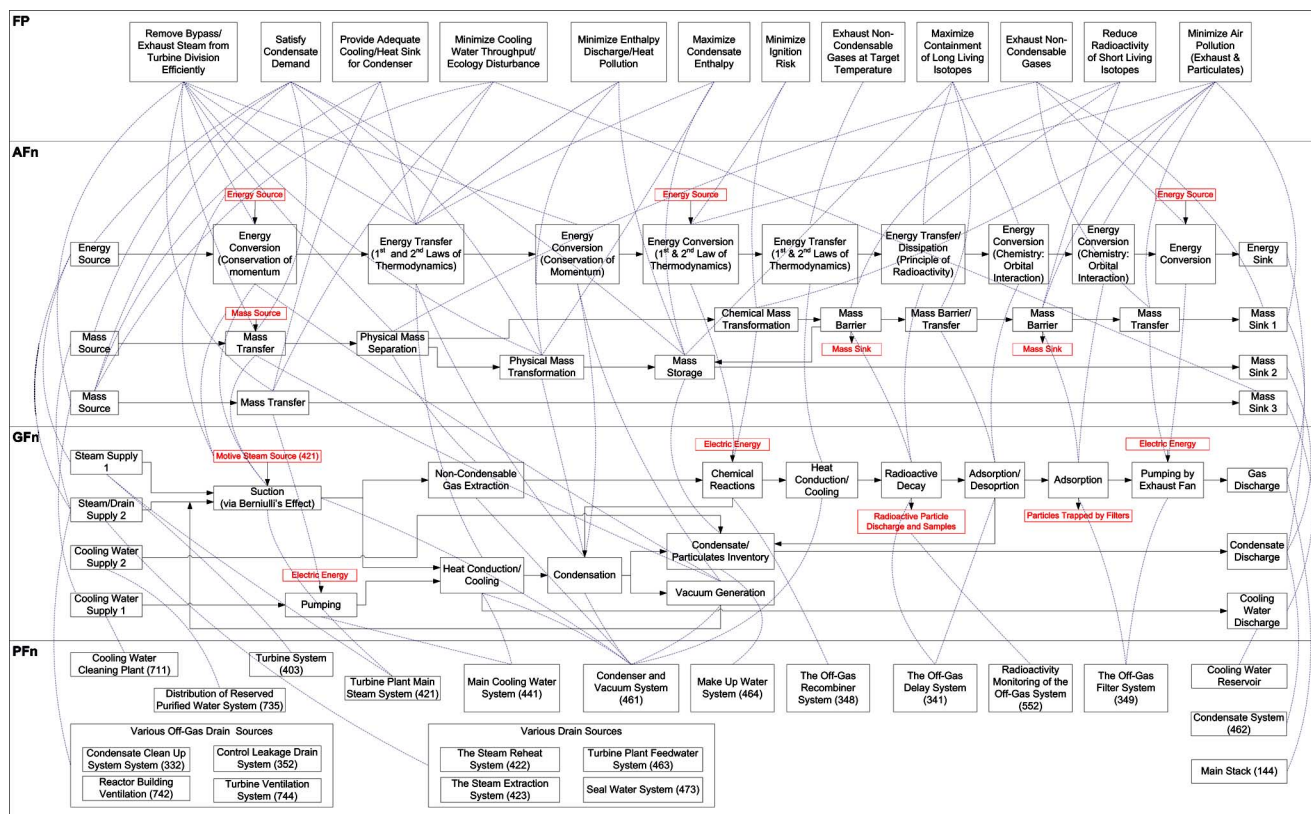 FP
Remove Bypass/
Exhaust Steam from
Turbine Division
Efficiently
Satisfy
Condensate
Demand
Provide Adequate
Cooling/Heat Sink
for Condenser
Minimize Cooling
Water Throughput/
Ecology Disturbance
Minimize Enthalpy
Discharge/Heat
Pollution
Maximize
Condensate
Enthalpy
Minimize
Ignition
Risk
Exhaust Non-
Condensable
Gases at Target
Temperature
Maximize
Containment of
Long Living
Isotopes
Exhaust Non-
Condensable
Gases
Reduce
Radioactivity
of Short Living
Isotopes
Minimize Air
Pollution
(Exhaust &
Particulates)
AFn
Energy Source
Energy Source
Energy Source
Energy
Source
Energy
Conversion
(Conservation of
momentum
Energy Transfer
(1st and 2nd Laws of
Thermodynamics)
Energy
Conversion
(Conservation of
Momentum)
Energy Conversion
(1st & 2nd Law of
Thermodynamics)
Energy Transfer
(1st & 2nd Laws of
Thermodynamics)
Energy Transfer/
Dissipation
(Principle of
Radioactivity)
Energy
Conversion
(Chemistry:
Orbital
Interaction)
Energy
Conversion
(Chemistry:
Orbital
Interaction)
Energy
Conversion
Energy
Sink
Mass Source
Mass
Source
Mass
Transfer
Physical Mass
Separation
Chemical Mass
Transformation
Mass
Barrier
Mass Barrier/
Transfer
Mass
Barrier
Mass
Transfer
Mass
Sink 1
Mass Sink
Mass Sink
Physical Mass
Transformation
Mass
Storage
Mass
Sink 2
Mass
Source
Mass Transfer
Mass
Sink 3
GFn
Steam Supply
1
Motive Steam Source (421)
Electric Energy
Electric Energy
Suction
(via Berniulli's Effect)
Non-Condensable
Gas Extraction
Chemical
Reactions
Heat
Conduction/
Cooling
Radioactive
Decay
Adsorption/
Desoprtion
Adsorption
Pumping by
Exhaust Fan
Gas
Discharge
Steam/Drain
Supply 2
Radioactive Particle
Discharge and Samples
Particles Trapped by Filters
Cooling Water
Supply 2
Condensate/
Particulates Inventory
Condensate
Discharge
Electric Energy
Heat Conduction/
Cooling
Condensation
Cooling Water
Supply 1
Pumping
Vacuum Generation
Cooling
Water
Discharge
PFn
Cooling Water
Cleaning Plant (711)
Turbine System
(403)
Distribution of Reserved
Purified Water System (735)
Turbine Plant Main
Steam System (421)
Main Cooling Water
System (441)
Condenser and
Vacuum System
(461)
Make Up Water
System (464)
The Off-Gas
Recombiner
System (348)
The Off-Gas
Delay System
(341)
Radioactivity
Monitoring of the
Off-Gas System
(552)
The Off-Gas
Filter System
(349)
Cooling Water
Reservoir
Condensate System
(462)
Main Stack (144)
Various Off-Gas Drain Sources
Condensate Clean Up
System System (332)
Control Leakage Drain
System (352)
Reactor Building
Ventilation (742)
Turbine Ventilation
System (744)
Various Drain Sources
The Steam Reheat
System (422)
Turbine Plant Feedwater
System (463)
The Steam Extraction
System (423)
Seal Water System (473)